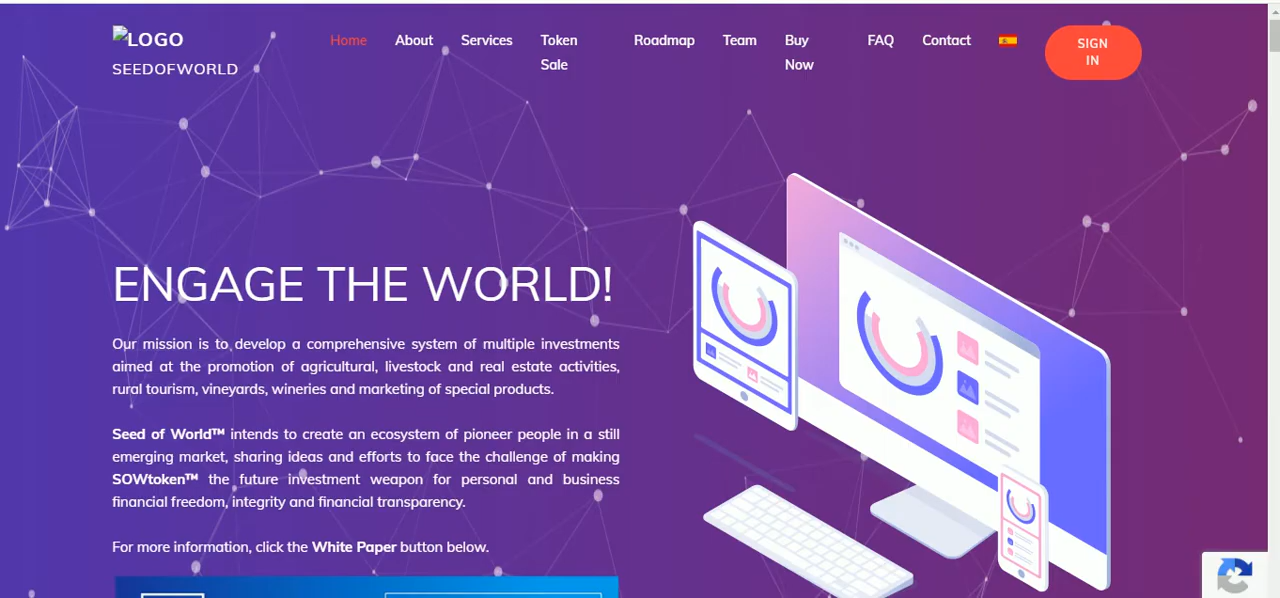 LOGO
SEEDOFWORLD
Home About Services Token Sale Roadmap Team Buy Now FAQ Contact SIGN IN
ENGAGE THE WORLD!
Our mission is to develop a comprehensive system of multiple investments
aimed at the promotion of agricultural, livestock and real estate activities,
rural tourism, vineyards, wineries and marketing of special products.
Seed of World™ intends to create an ecosystem of pioneer people in a still
emerging market, sharing ideas and efforts to face the challenge of making
SOWtoken™ the future investment weapon for personal and business
financial freedom, integrity and financial transparency.
For more information, click the White Paper button below.